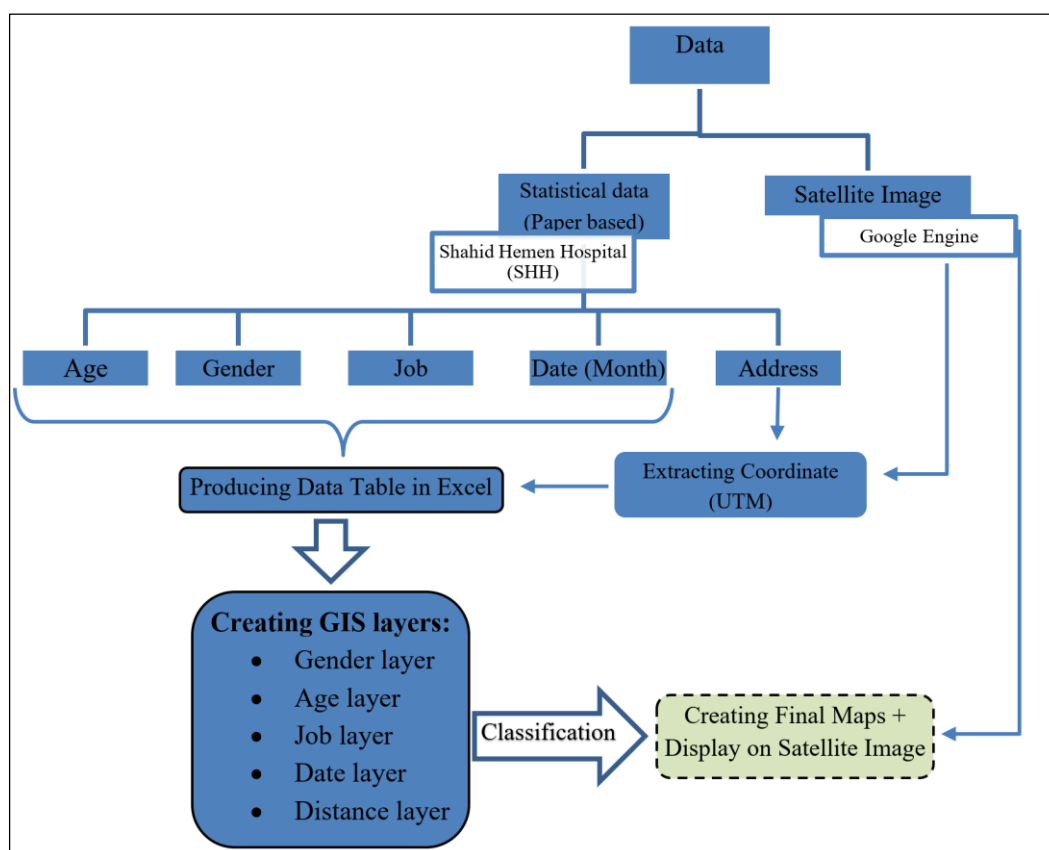 Data
Statistical data
(Paper based)
Satellite Image
Shahid Hemen Hospital
(SHH)
Google Engine
Age
Gender
Job
Date (Month)
Address
Producing Data Table in Excel
Extracting Coordinate
(UTM)
Creating GIS layers:
• Gender layer
• Age layer
• Job layer
• Date layer
• Distance layer
Classification
Creating Final Maps +
Display on Satellite Image